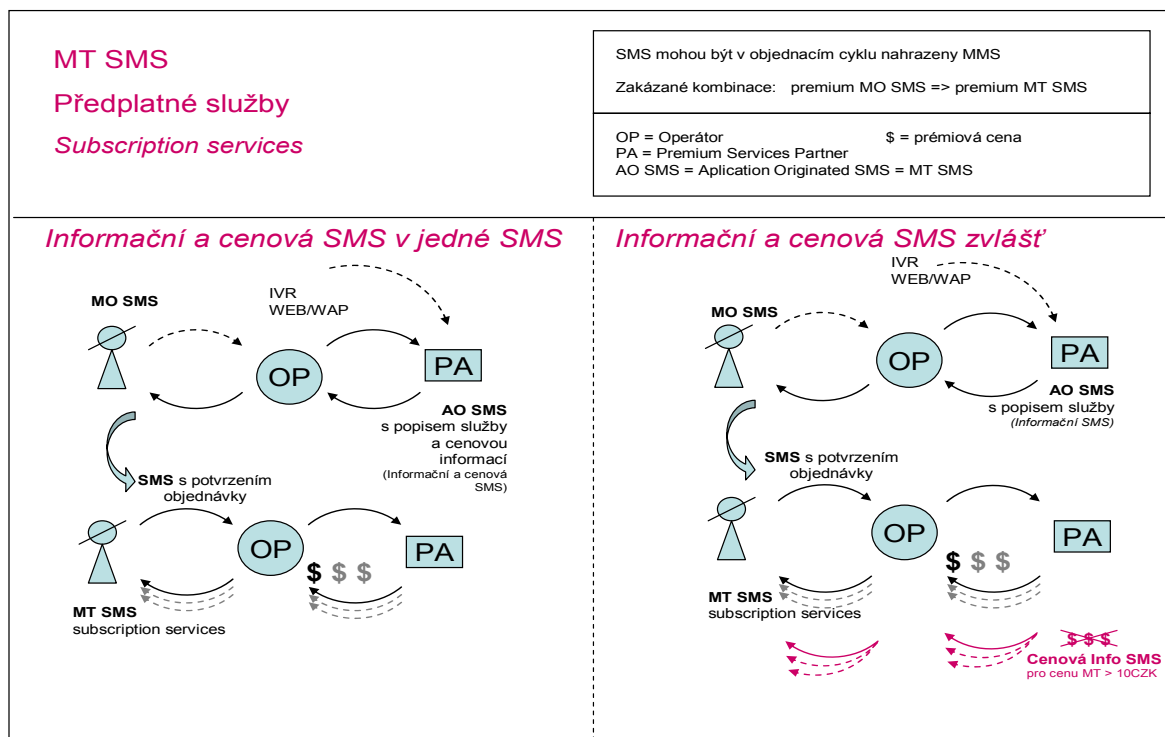 MT SMS
Předplatné služby
Subscription services
SMS mohou být v objednacím cyklu nahrazeny MMS
Zakázané kombinace: premium MO SMS => premium MT SMS
OP = Operátor $ = prémiová cena
PA = Premium Services Partner
AO SMS = Aplication Originated SMS = MT SMS
Informační a cenová SMS v jedné SMS
IVR
WEB/WAP
MO SMS
OP
PA
AO SMS
s popisem služby
a cenovou
informací
(Informační a cenová
SMS)
SMS s potvrzením
objednávky
OP
PA
$ $ $
MT SMS
subscription services
Informační a cenová SMS zvlášť
IVR
WEB/WAP
MO SMS
OP
PA
AO SMS
s popisem služby
(Informační SMS)
SMS s potvrzením
objednávky
OP
PA
$ $ $
MT SMS
subscription services
$ $ $
Cenová Info SMS
pro cenu MT > 10CZK